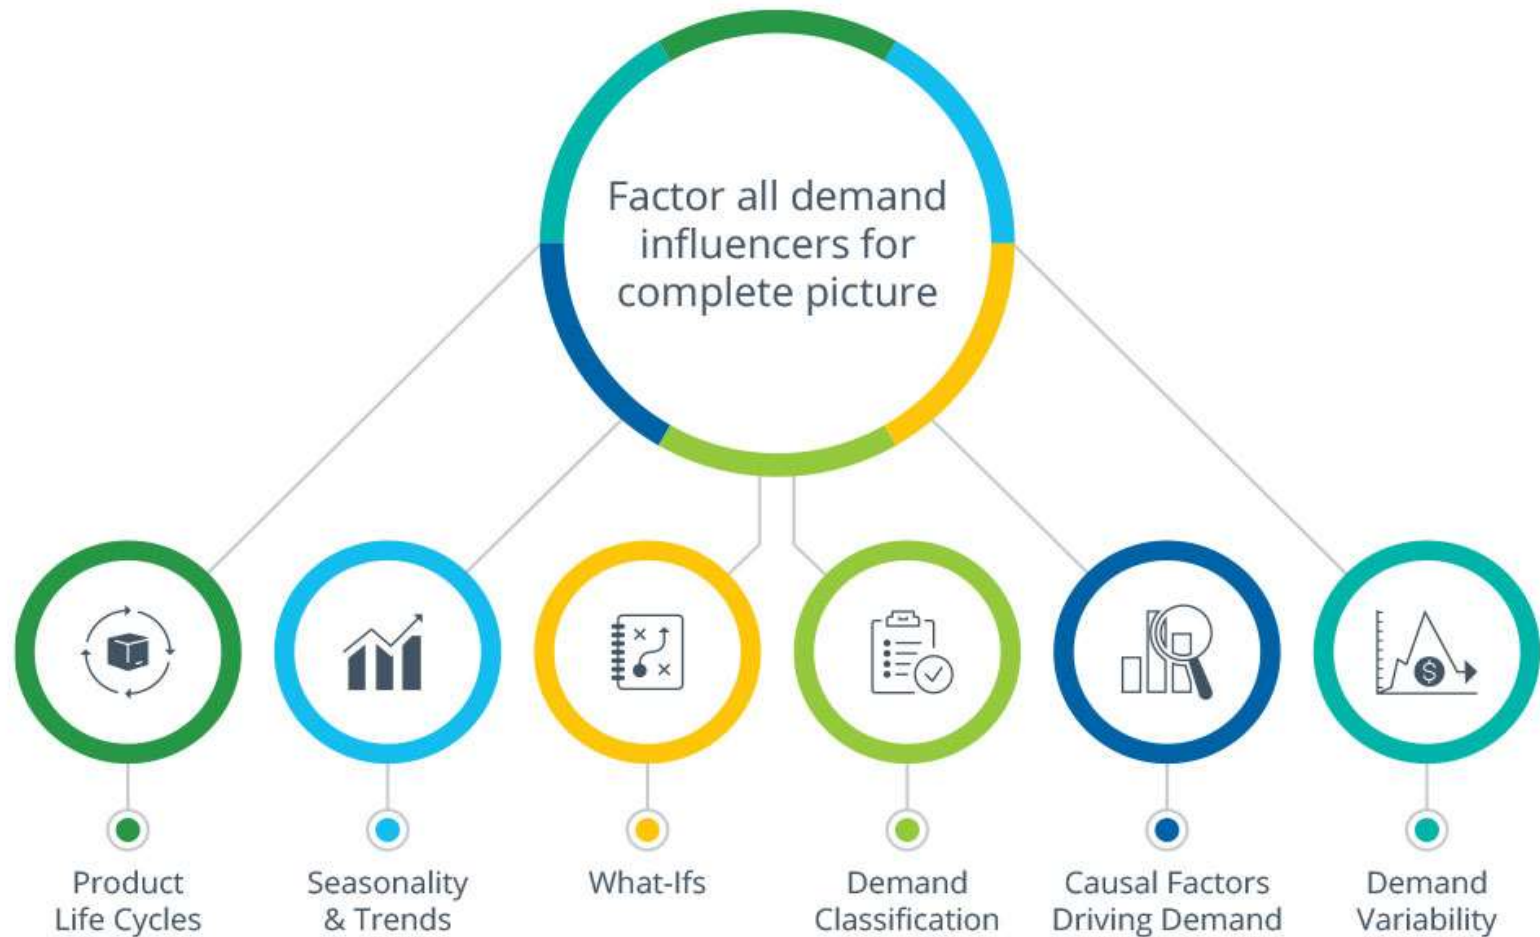 Factor all demand
influencers for
complete picture
Product
Life Cycles
Seasonality
& Trends
What-Ifs
Demand
Classification
Causal Factors
Driving Demand
Demand
Variability